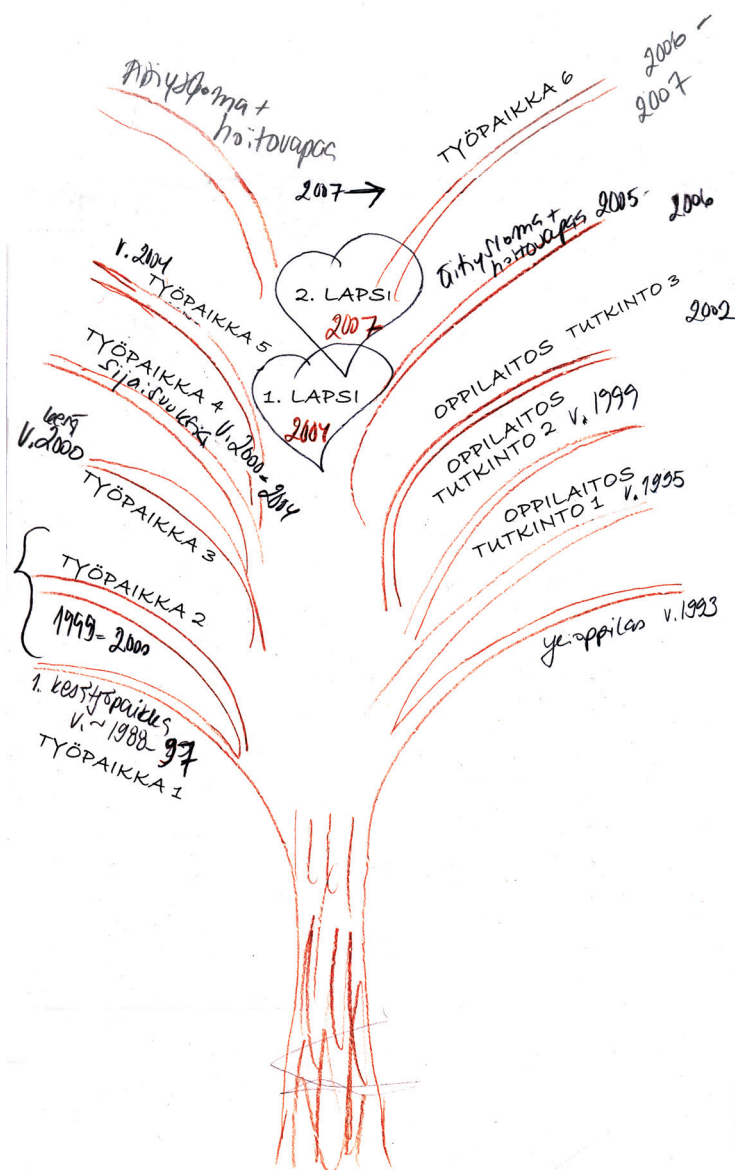 Äitiysloma +
hoitovapaa
2006 -
2007
TYÖPAIKKA 6
2007 →
Äitiysloma + 2005-
hoitovapaa
2006
v. 2004
TYÖPAIKKA 5
2. LAPSI
2007
1. LAPSI
2004
TYÖPAIKKA 4
v. 2000-
2004
OPPILAITOS TUTKINTO 3
2002
v. 2000
TYÖPAIKKA 3
OPPILAITOS
TUTKINTO 2 v. 1999
OPPILAITOS
TUTKINTO 1 v. 1995
TYÖPAIKKA 2
1999-2000
yo oppilas v. 1993
1. kesätyöpaikka
v. ~ 1988-97
TYÖPAIKKA 1